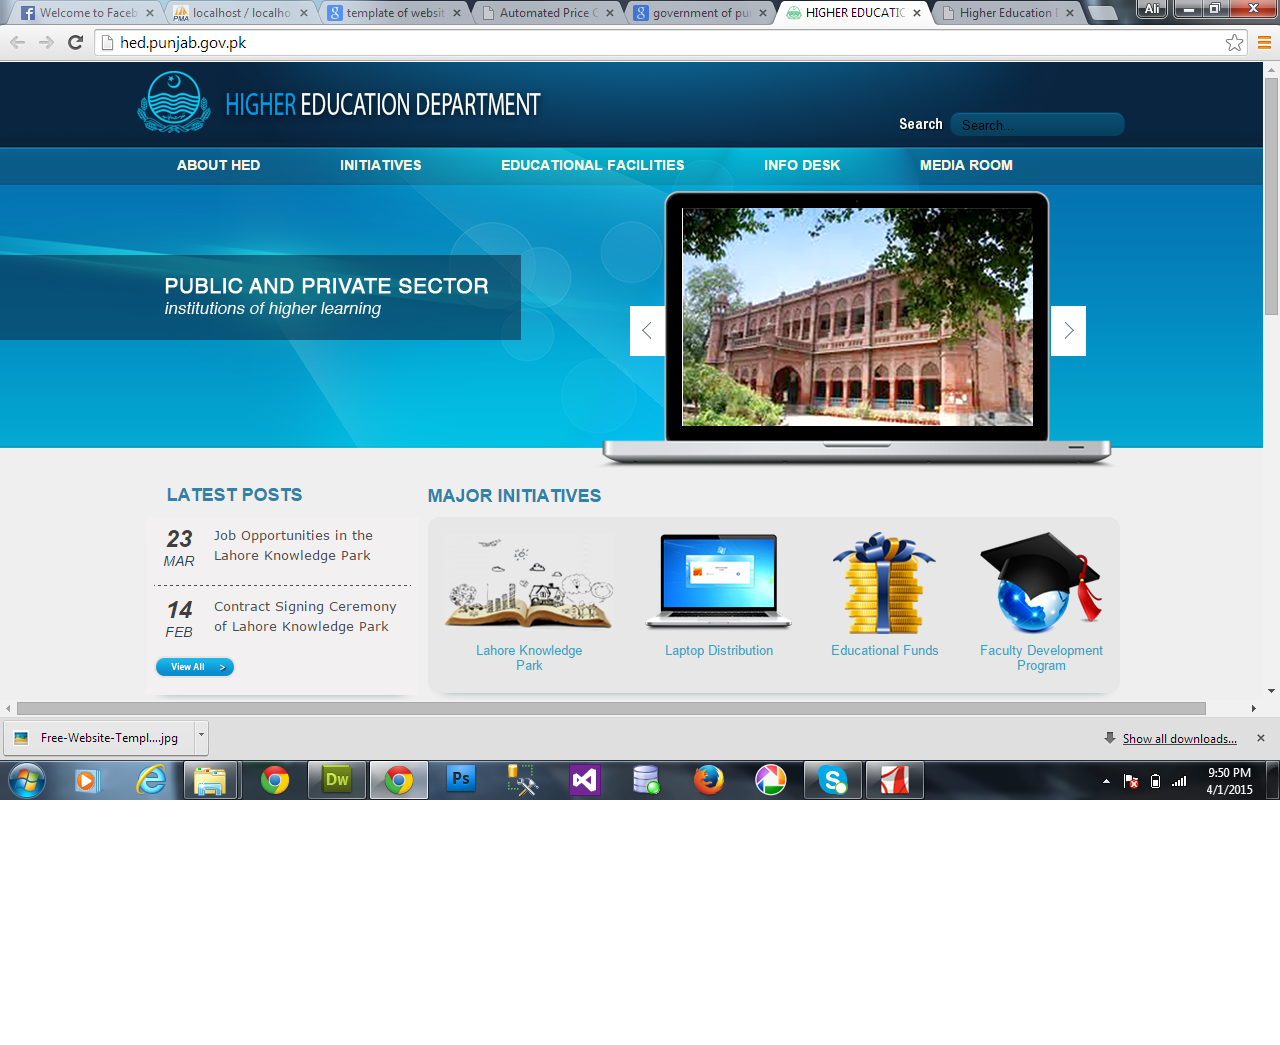 Welcome to Faceb
localhost / localho
template of websit
Automated Price C
government of pu
HIGHER EDUCATIC
Higher Education
Ali
hed.punjab.gov.pk
HIGHER EDUCATION DEPARTMENT
Search
Search...
ABOUT HED
INITIATIVES
EDUCATIONAL FACILITIES
INFO DESK
MEDIA ROOM
PUBLIC AND PRIVATE SECTOR
institutions of higher learning
LATEST POSTS
23
MAR
Job Opportunities in the
Lahore Knowledge Park
14
FEB
Contract Signing Ceremony
of Lahore Knowledge Park
View All >
MAJOR INITIATIVES
Lahore Knowledge
Park
Laptop Distribution
Educational Funds
Faculty Development
Program
Free-Website-Templ....jpg
Show all downloads...
Dw
Ps
9:50 PM
4/1/2015